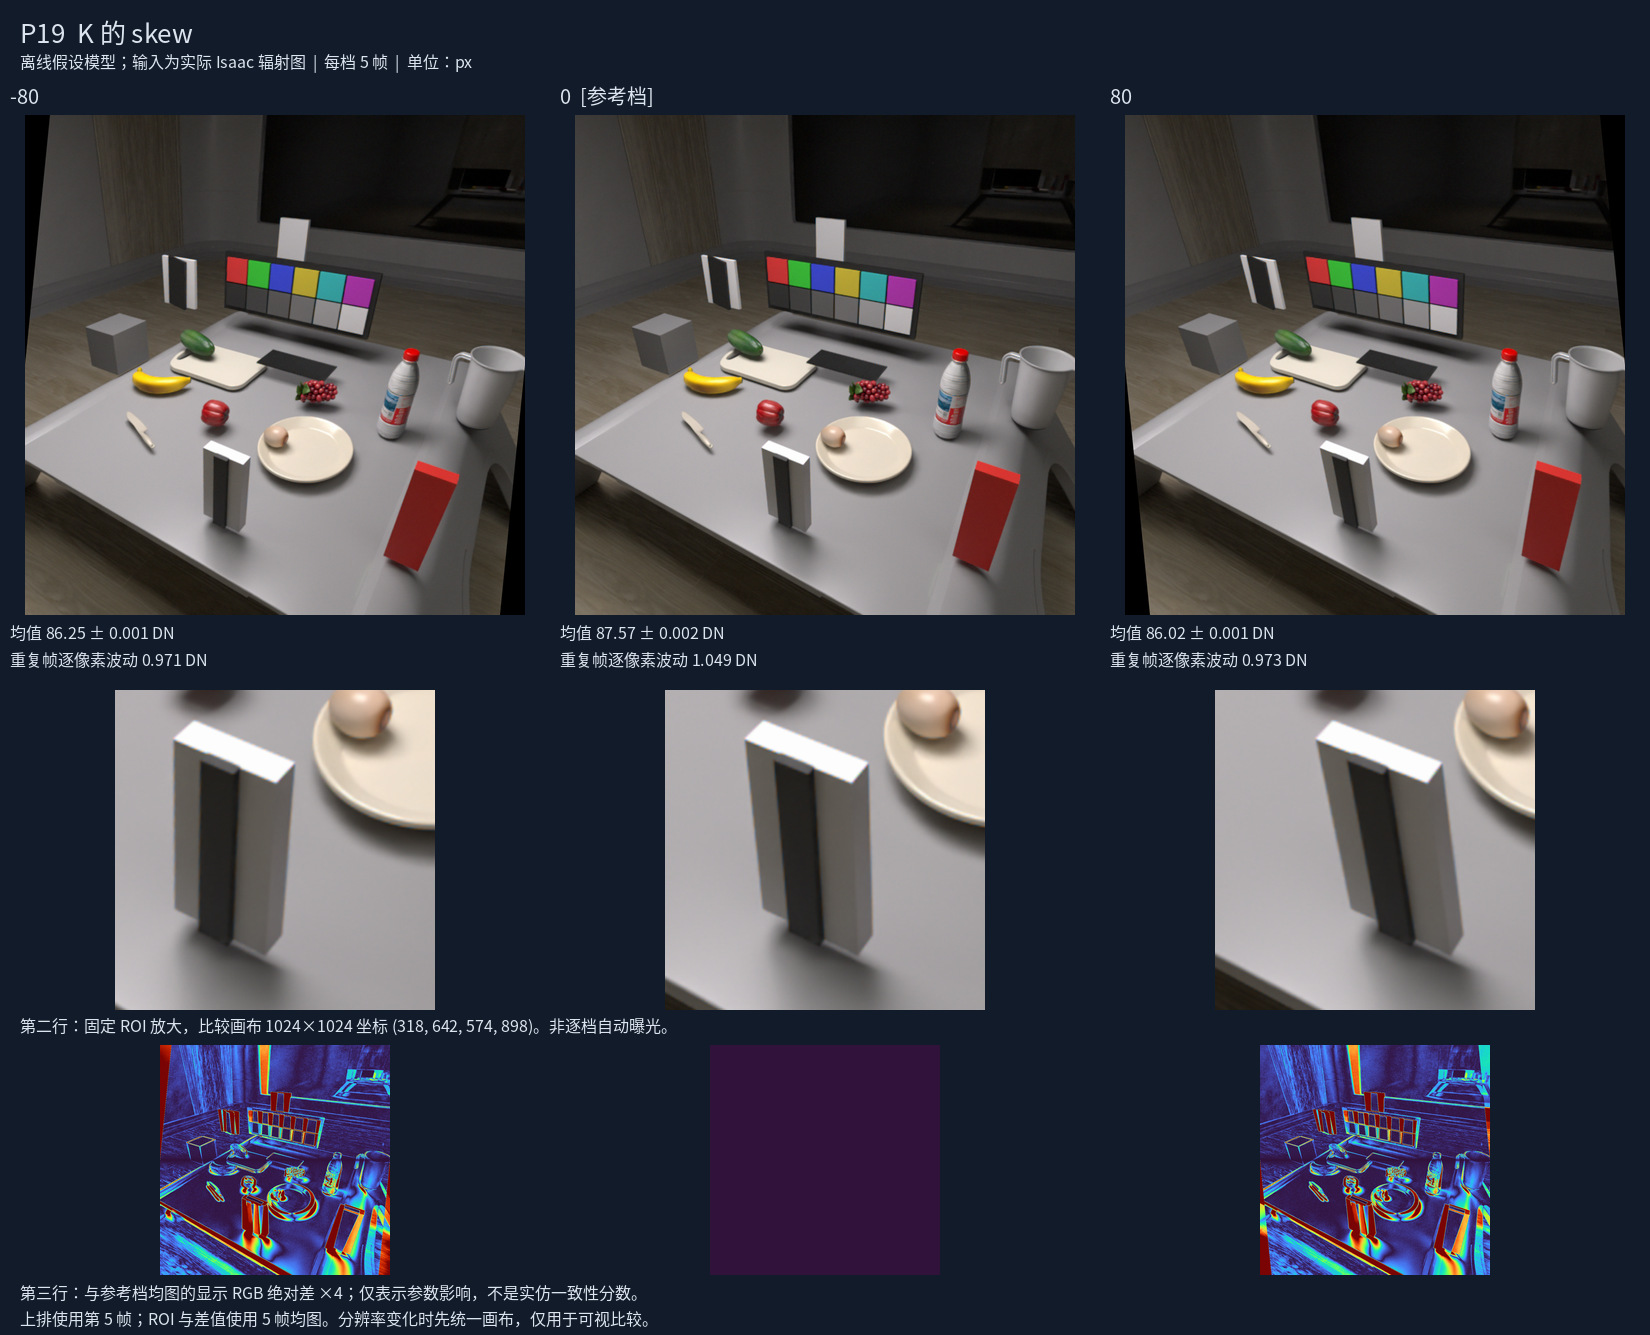 P19 K 的 skew
离线假设模型；输入为实际 Isaac 辐射图 | 每档 5 帧 | 单位：px
-80
0 [参考档]
80
均值 86.25 ± 0.001 DN
重复帧逐像素波动 0.971 DN
均值 87.57 ± 0.002 DN
重复帧逐像素波动 1.049 DN
均值 86.02 ± 0.001 DN
重复帧逐像素波动 0.973 DN
第二行：固定 ROI 放大，比较画布 1024×1024 坐标 (318, 642, 574, 898)。非逐档自动曝光。
第三行：与参考档均图的显示 RGB 绝对差 ×4；仅表示参数影响，不是实仿一致性分数。
上排使用第 5 帧；ROI 与差值使用 5 帧均图。分辨率变化时先统一画布，仅用于可视比较。